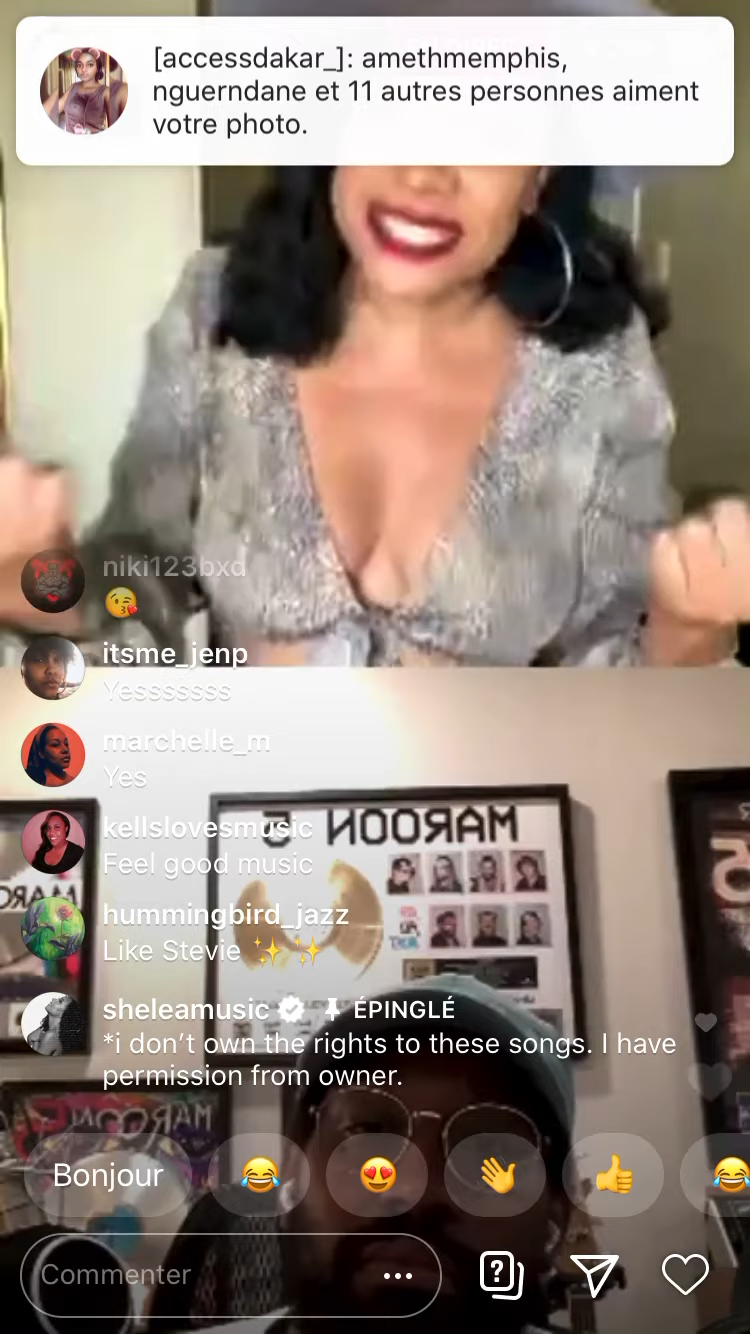 [accessdakar_]: amethmemphis,
nguerndane et 11 autres personnes aiment
votre photo.
niki123bxd
😘
itsme_jenp
Yesssssss
marchelle_m
Yes
MAROON 5
kellslovesmusic
Feel good music
MARO
hummingbird_jazz
Like Stevie ✨ ✨
sheleamusic ÉPINGLÉ
*i don’t own the rights to these songs. I have
permission from owner.
MAROON
Bonjour 😂 😍 👋 👍 😂
Commenter